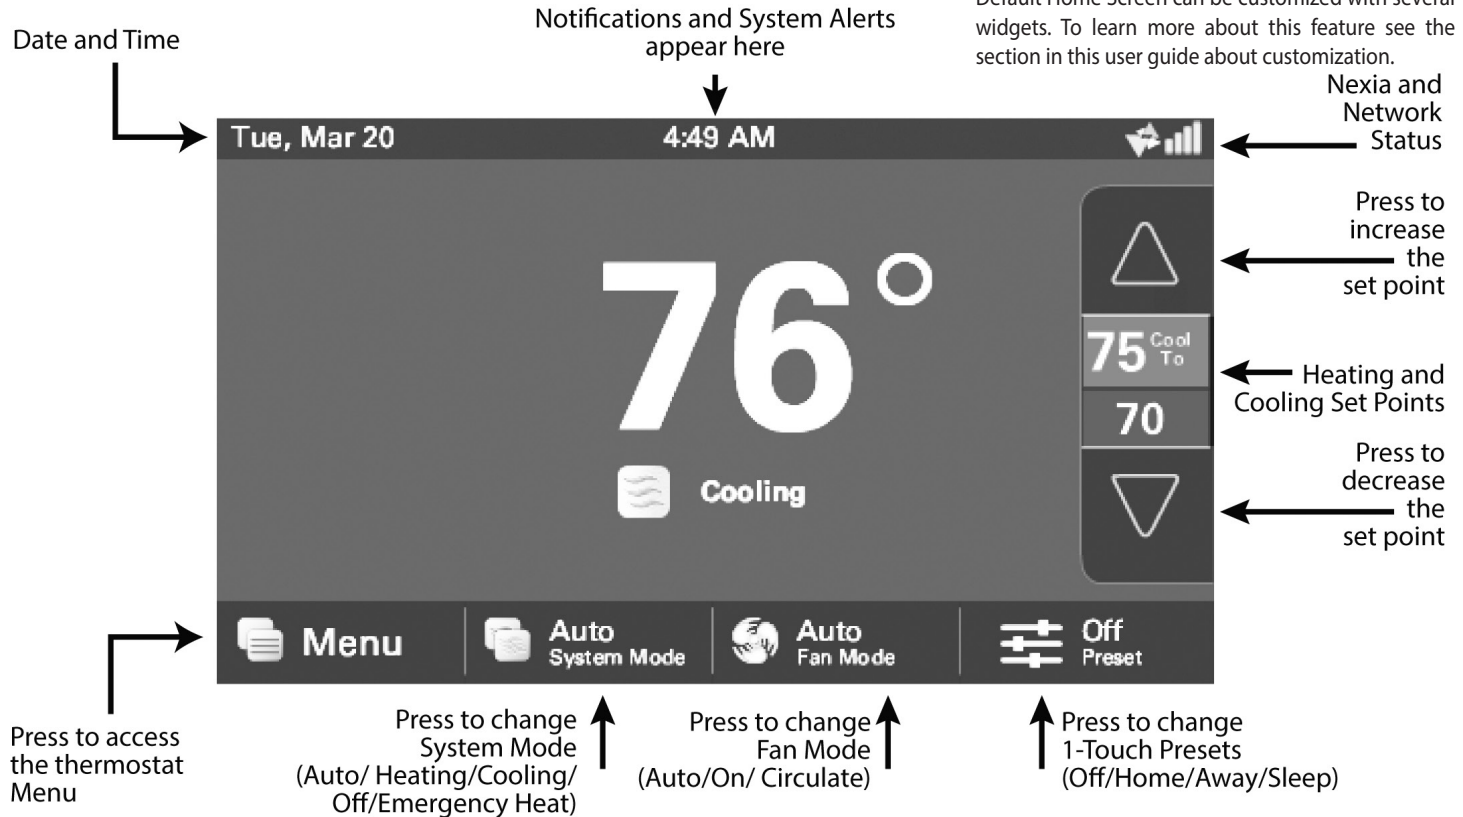 Default Home Screen can be customized with several
widgets. To learn more about this feature see the
section in this user guide about customization.
Notifications and System Alerts
appear here
Date and Time
Nexia and
Network
Status
Tue, Mar 20
4:49 AM
Press to
increase
the
set point
76°
75 Cool To
70
Heating and
Cooling Set Points
Cooling
Press to
decrease
the
set point
Menu
Auto
System Mode
Auto
Fan Mode
Off
Preset
Press to access
the thermostat
Menu
Press to change
System Mode
(Auto/ Heating/Cooling/
Off/Emergency Heat)
Press to change
Fan Mode
(Auto/On/ Circulate)
Press to change
1-Touch Presets
(Off/Home/Away/Sleep)